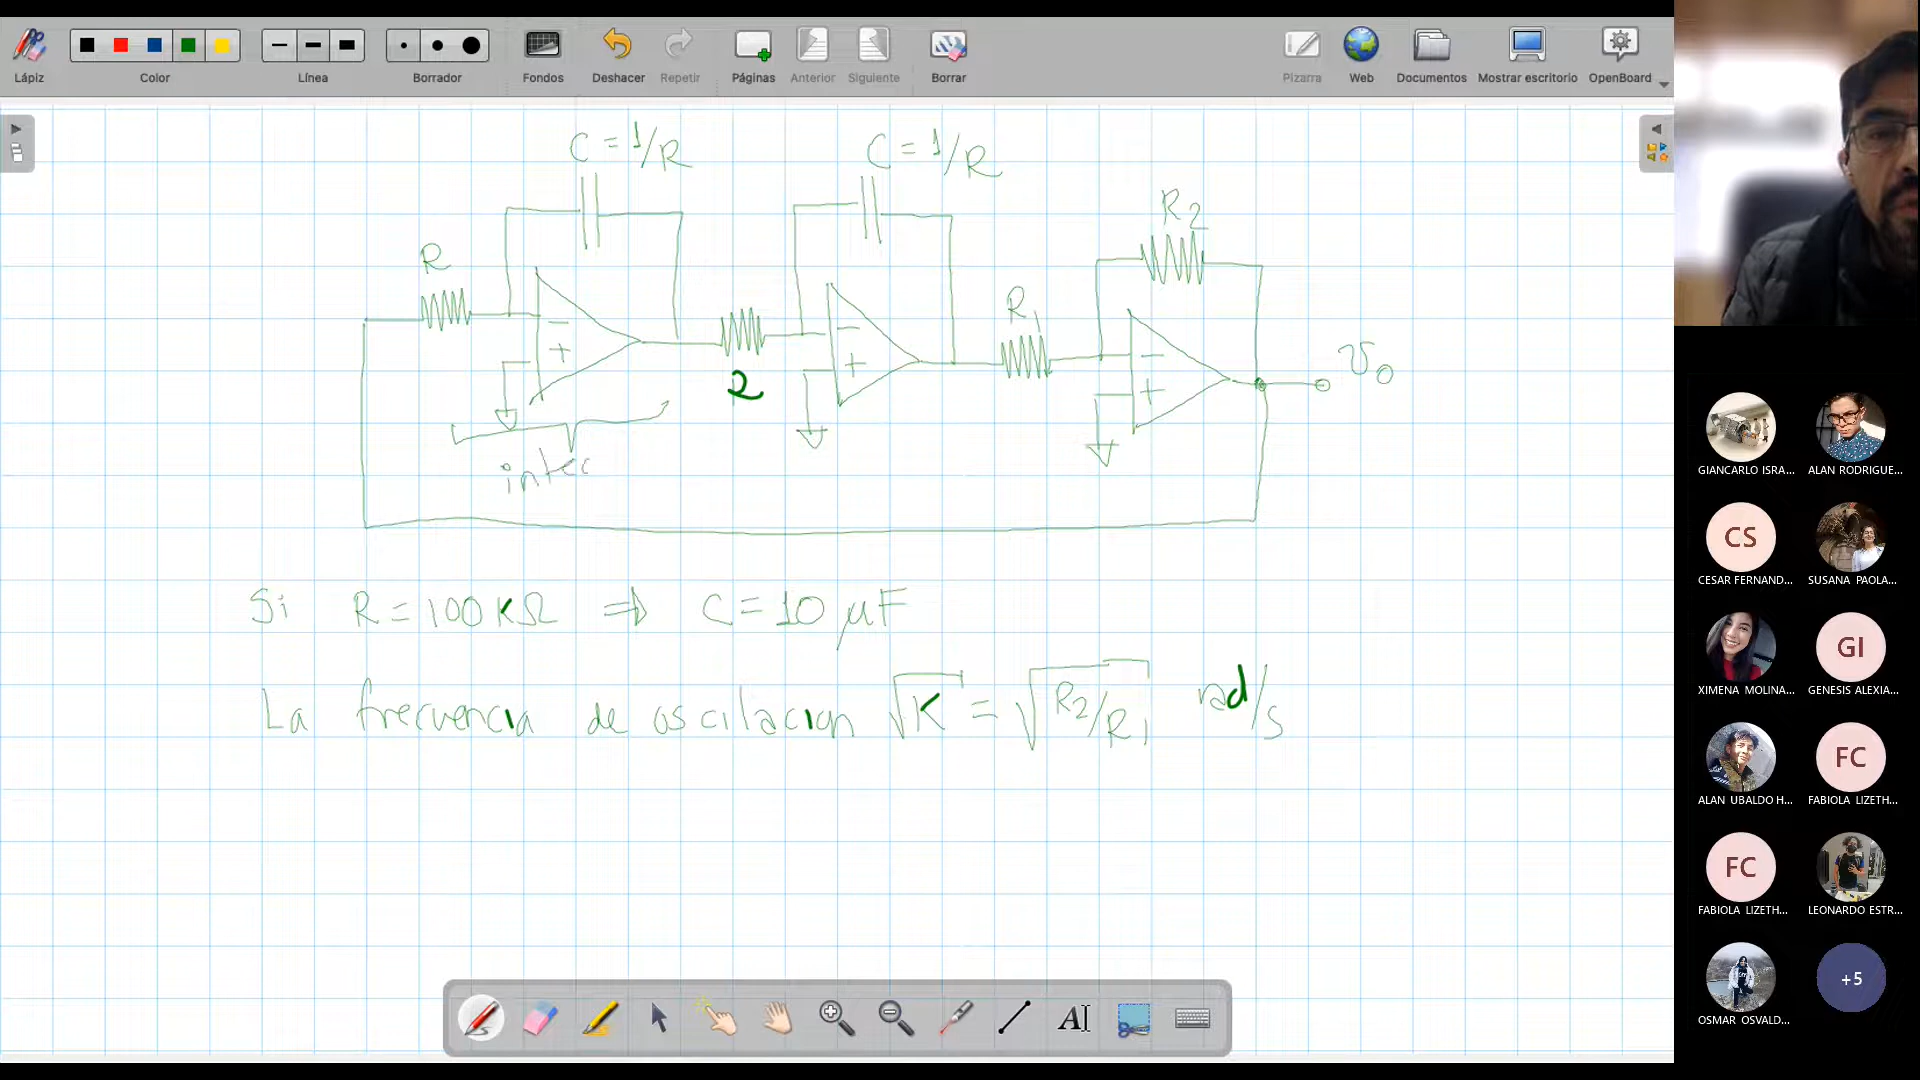 Lápiz
Color
Línea
Borrador
Fondos
Deshacer
Repetir
Páginas
Anterior
Siguiente
Borrar
Pizarra
Web
Documentos
Mostrar escritorio
OpenBoard
C = 1/R
C = 1/R
R
R2
R1
R
- +
- +
- +
vo
Si R = 100KΩ ⇒ C = 10 μF
La frecuencia de oscilacion √K = √R2/R1 rad/s
GIANCARLO ISRA...
ALAN RODRIGUE...
CS
CESAR FERNAND...
SUSANA PAOLA...
XIMENA MOLINA...
GI
GENESIS ALEXIA...
ALAN UBALDO H...
FC
FABIOLA LIZETH...
FC
FABIOLA LIZETH...
LEONARDO ESTR...
OSMAR OSVALD...
+5